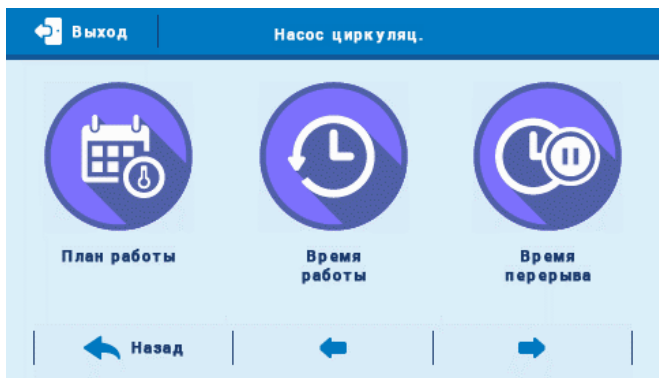 Выход
Насос циркуляц.
План работы
Время
работы
Время
перерыва
Назад